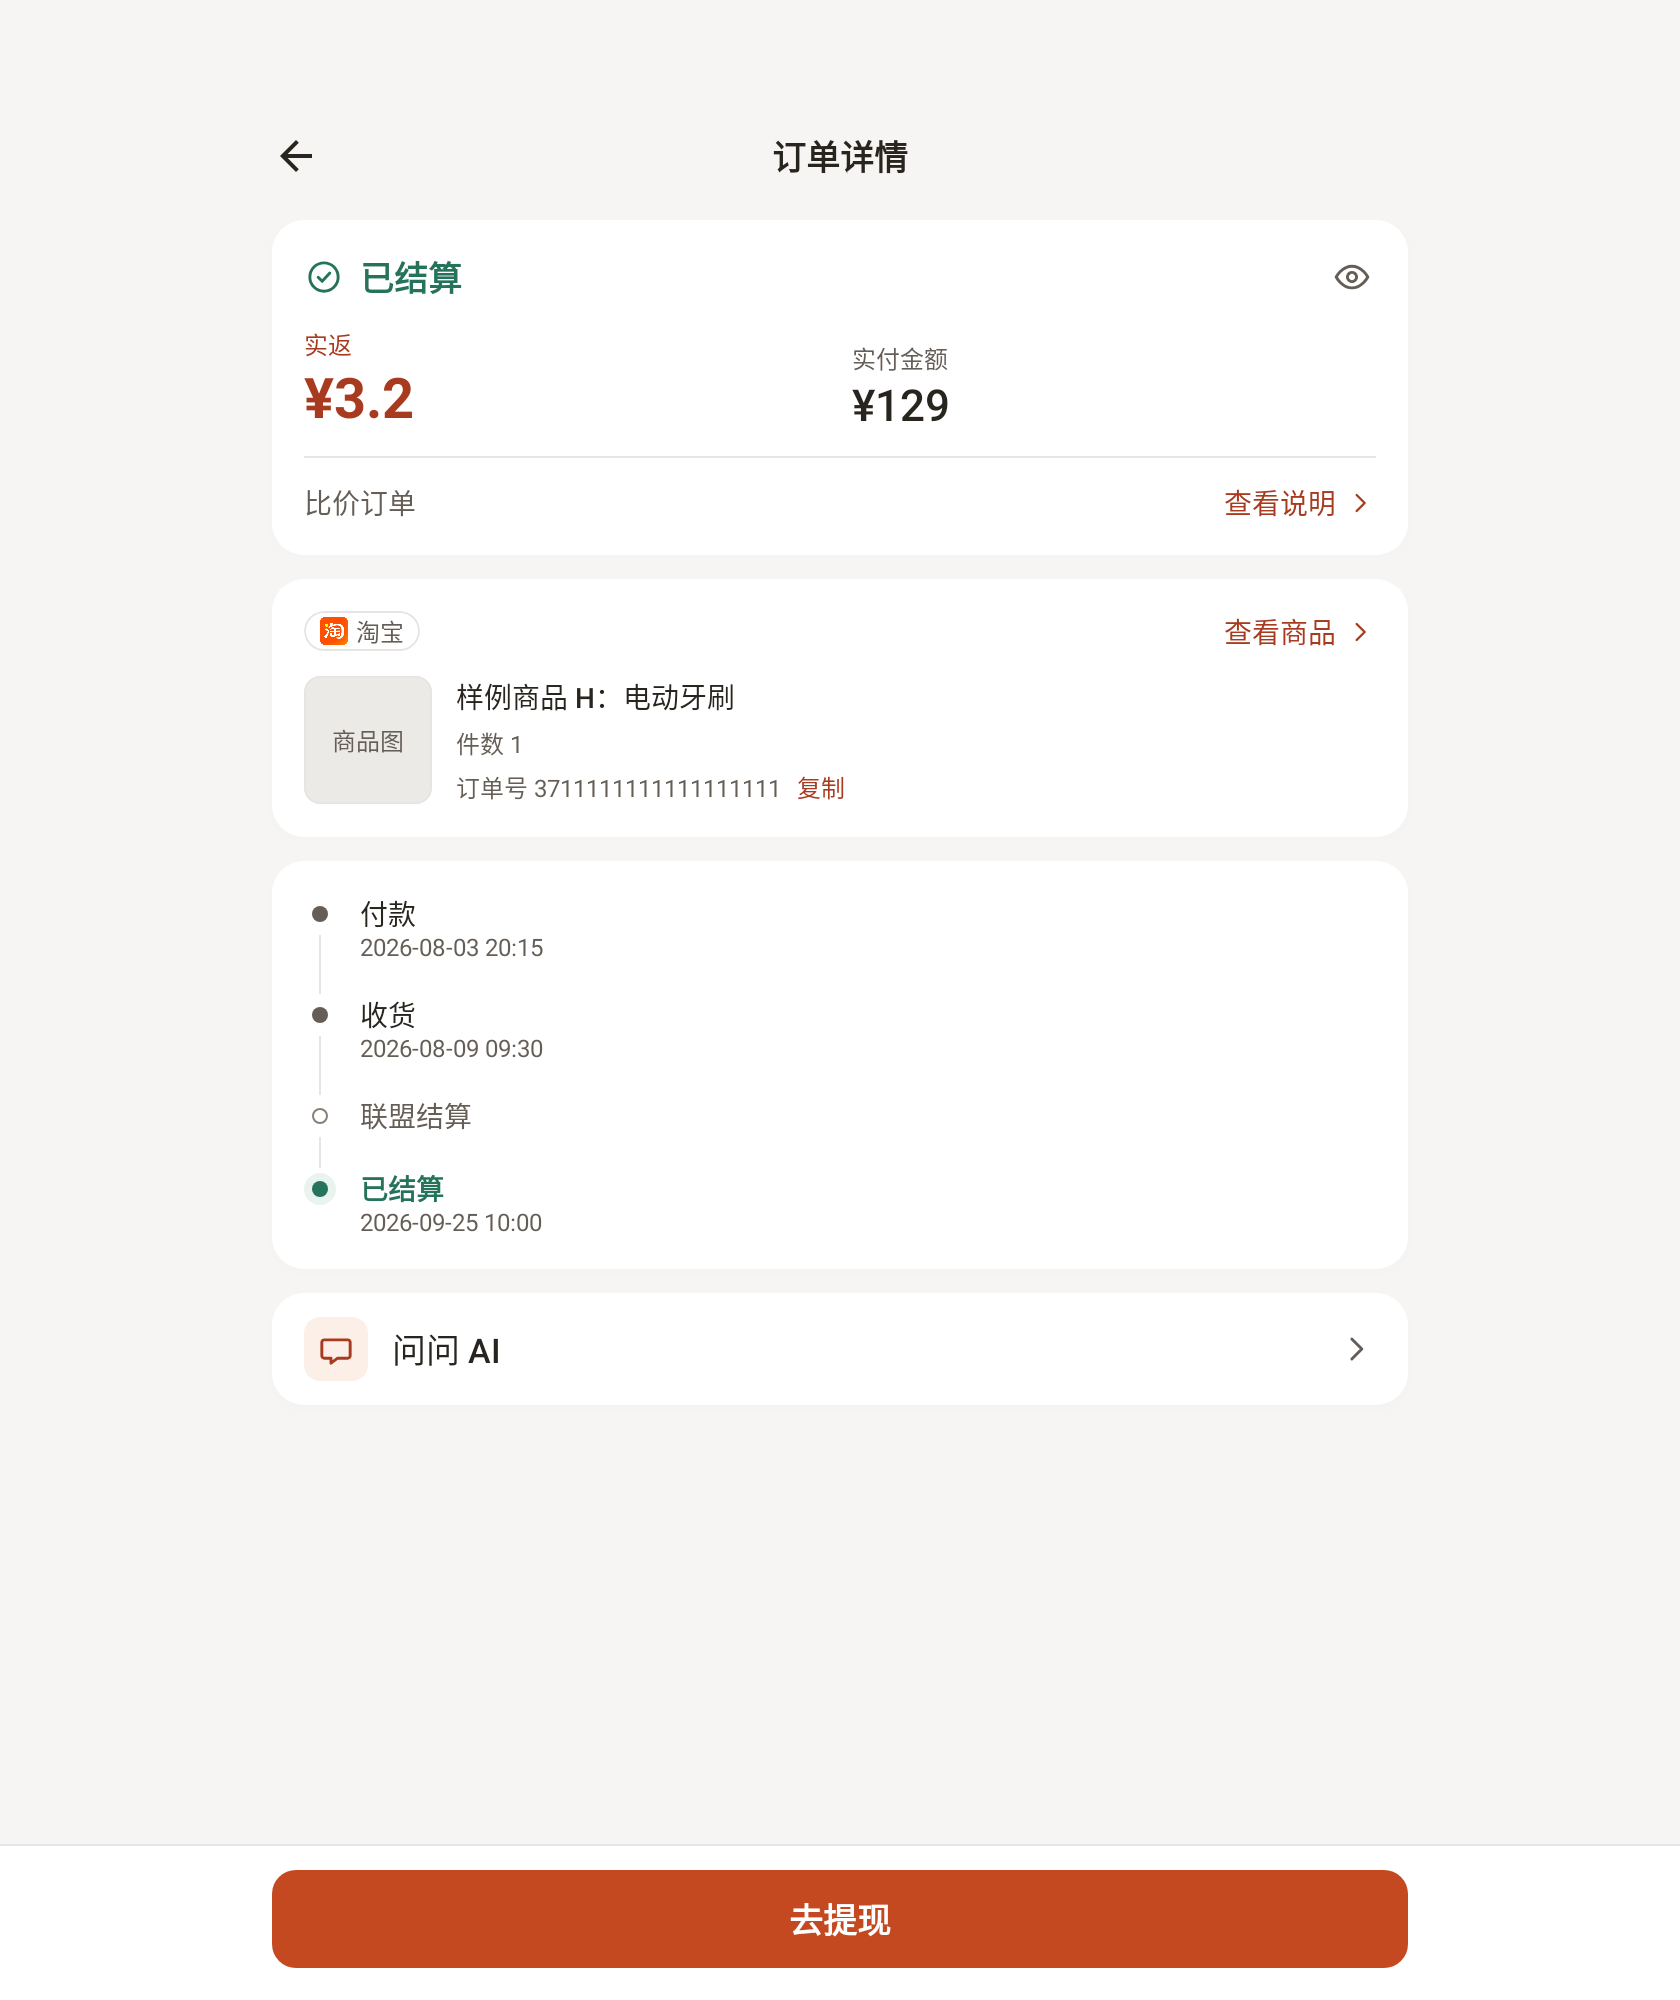 订单详情
已结算
实返
¥3.2
实付金额
¥129
比价订单
查看说明
淘 淘宝
查看商品
商品图
样例商品 H：电动牙刷
件数 1
订单号 3711111111111111111 复制
付款
2026-08-03 20:15
收货
2026-08-09 09:30
联盟结算
已结算
2026-09-25 10:00
问问 AI
去提现